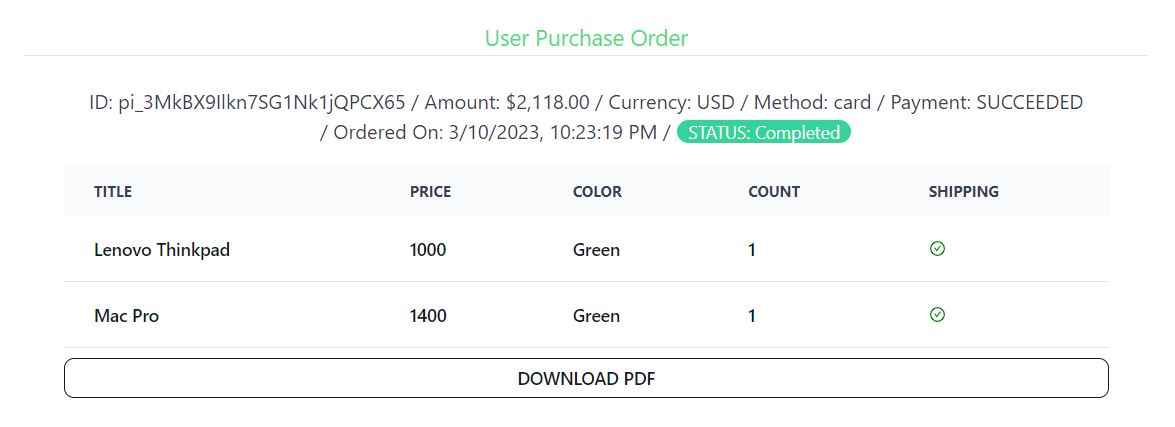 User Purchase Order
ID: pi_3MkBX9Ilkn7SG1Nk1jQPCX65 / Amount: $2,118.00 / Currency: USD / Method: card / Payment: SUCCEEDED
/ Ordered On: 3/10/2023, 10:23:19 PM / STATUS: Completed
TITLE PRICE COLOR COUNT SHIPPING
Lenovo Thinkpad 1000 Green 1
Mac Pro 1400 Green 1
DOWNLOAD PDF